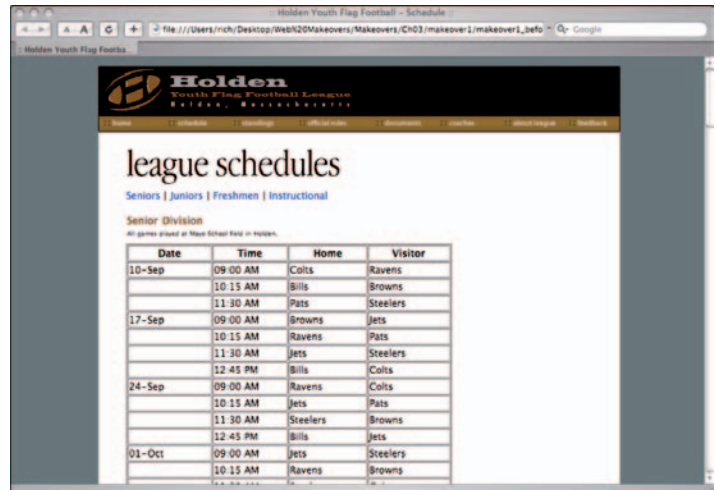 :: Holden Youth Flag Football – Schedule ::
file:///Users/rich/Desktop/Web%20Makeovers/Makeovers/Ch03/makeover1/makeover1_befo
Google
: Holden Youth Flag Footba...
Holden
Youth Flag Football League
Holden, Massachusetts
:: home :: schedule :: standings :: official rules :: documents :: coaches :: about league :: feedback
league schedules
Seniors | Juniors | Freshmen | Instructional
Senior Division
All games played at Mayo School field in Holden.
Date Time Home Visitor
10-Sep 09:00 AM Colts Ravens
10:15 AM Bills Browns
11:30 AM Pats Steelers
17-Sep 09:00 AM Browns Jets
10:15 AM Ravens Pats
11:30 AM Jets Steelers
12:45 PM Bills Colts
24-Sep 09:00 AM Ravens Colts
10:15 AM Jets Pats
11:30 AM Steelers Browns
12:45 PM Bills Jets
01-Oct 09:00 AM Jets Steelers
10:15 AM Ravens Browns